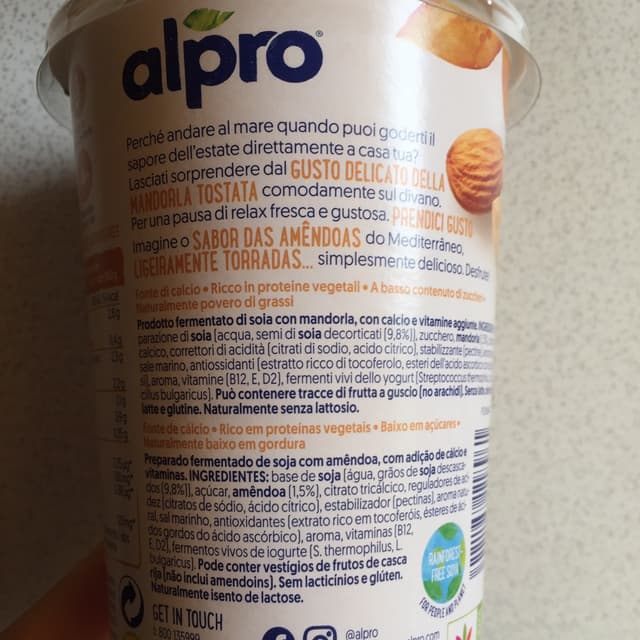 alpro
Perché andare al mare quando puoi goderti il
sapore dell'estate direttamente a casa tua?
Lasciati sorprendere dal GUSTO DELICATO DELLA
MANDORLA TOSTATA comodamente sul divano.
Per una pausa di relax fresca e gustosa. PRENDICI GUSTO
Imagine o SABOR DAS AMÊNDOAS do Mediterrâneo,
LIGEIRAMENTE TORRADAS... simplesmente delicioso. Desfrute!
Fonte di calcio • Ricco in proteine vegetali • A basso contenuto di zuccheri •
Naturalmente povero di grassi
Prodotto fermentato di soia con mandorla, con calcio e vitamine aggiunte.
parazione di soia (acqua, semi di soia decorticati (9,8%)), zucchero, mandorla
calcico, correttori di acidità (citrati di sodio, acido citrico), stabilizzante
sale marino, antiossidanti (estratto ricco di tocoferolo, esteri dell'acido
si), aroma, vitamine (B12, E, D2), fermenti vivi dello yogurt (Streptococcus
cillus bulgaricus). Può contenere tracce di frutta a guscio (no arachidi). Senza
latte e glutine. Naturalmente senza lattosio.
Fonte de cálcio • Rico em proteínas vegetais • Baixo em açúcares •
Naturalmente baixo em gordura
Preparado fermentado de soja com amêndoa, com adição de cálcio e
vitaminas. INGREDIENTES: base de soja (água, grãos de soja descasca-
dos (9,8%)), açúcar, amêndoa (1,5%), citrato tricálcico, reguladores de aci-
dez (citratos de sódio, ácido cítrico), estabilizador (pectinas), aroma natu-
ral, sal marinho, antioxidantes (extrato rico em tocoferóis, ésteres de áci-
dos gordos do ácido ascórbico), aroma, vitaminas (B12,
E, D2), fermentos vivos de iogurte (S. thermophilus, L.
bulgaricus). Pode conter vestígios de frutos de casca
rija (não inclui amendoins). Sem lacticínios e glúten.
Naturalmente isento de lactose.
RAINFOREST
FREE SOYA
FOR PEOPLE AND PLANET
GET IN TOUCH
@alpro